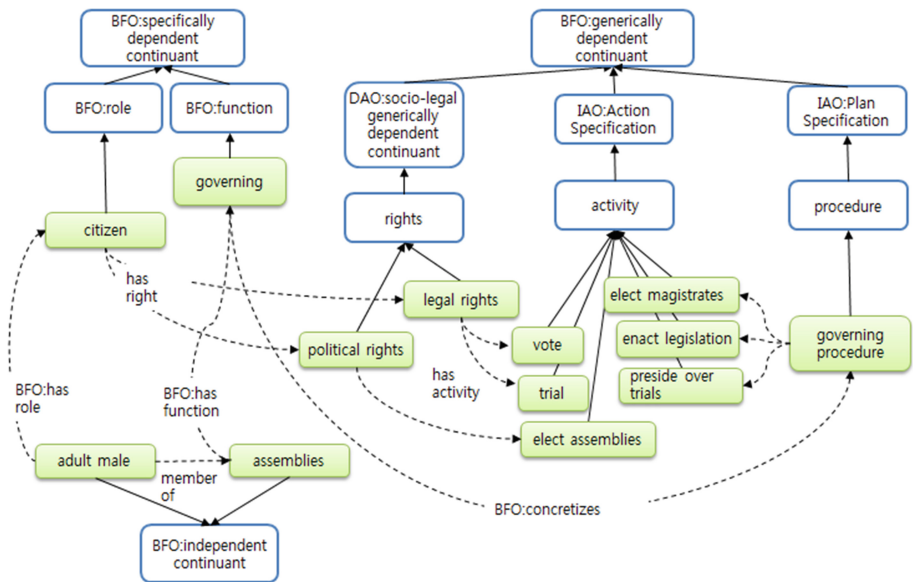 BFO:specifically
dependent
continuant
BFO:generically
dependent
continuant
BFO:role
BFO:function
DAO:socio-legal
generically
dependent
continuant
IAO:Action
Specification
IAO:Plan
Specification
governing
rights
activity
procedure
citizen
has
right
legal rights
elect magistrates
political rights
vote
enact legislation
governing
procedure
BFO:has
role
BFO:has
function
has
activity
trial
preside over
trials
elect assemblies
adult male
assemblies
member
of
BFO:concretizes
BFO:independent
continuant